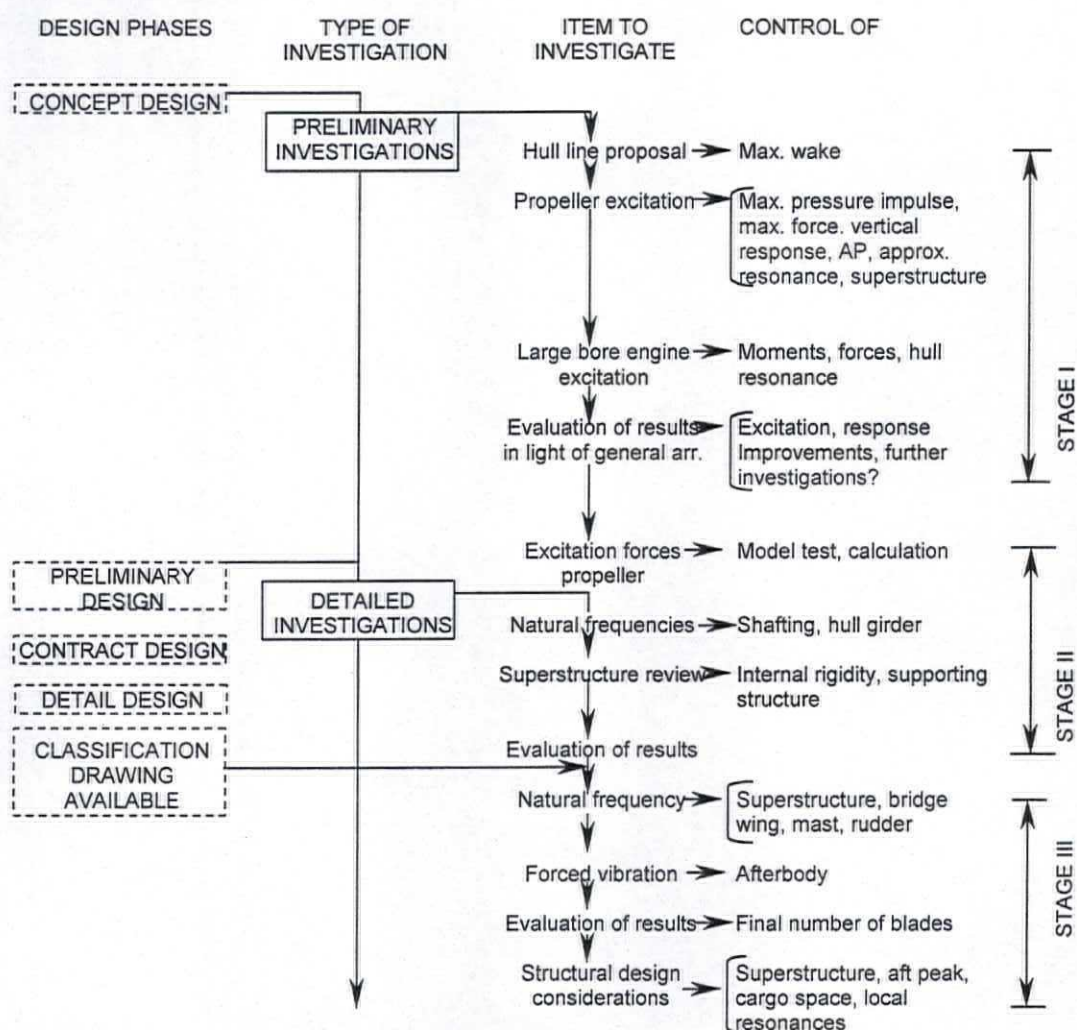 DESIGN PHASES
TYPE OF
INVESTIGATION
ITEM TO
INVESTIGATE
CONTROL OF
CONCEPT DESIGN
PRELIMINARY
INVESTIGATIONS
Hull line proposal
Max. wake
Propeller excitation
Max. pressure impulse,
max. force. vertical
response, AP, approx.
resonance, superstructure
Large bore engine
excitation
Moments, forces, hull
resonance
Evaluation of results
in light of general arr.
Excitation, response
Improvements, further
investigations?
STAGE I
Excitation forces
propeller
Model test, calculation
PRELIMINARY
DESIGN
DETAILED
INVESTIGATIONS
Natural frequencies
Shafting, hull girder
CONTRACT DESIGN
Superstructure review
Internal rigidity, supporting
structure
DETAIL DESIGN
Evaluation of results
STAGE II
CLASSIFICATION
DRAWING
AVAILABLE
Natural frequency
Superstructure, bridge
wing, mast, rudder
Forced vibration
Afterbody
Evaluation of results
Final number of blades
Structural design
considerations
Superstructure, aft peak,
cargo space, local
resonances
STAGE III